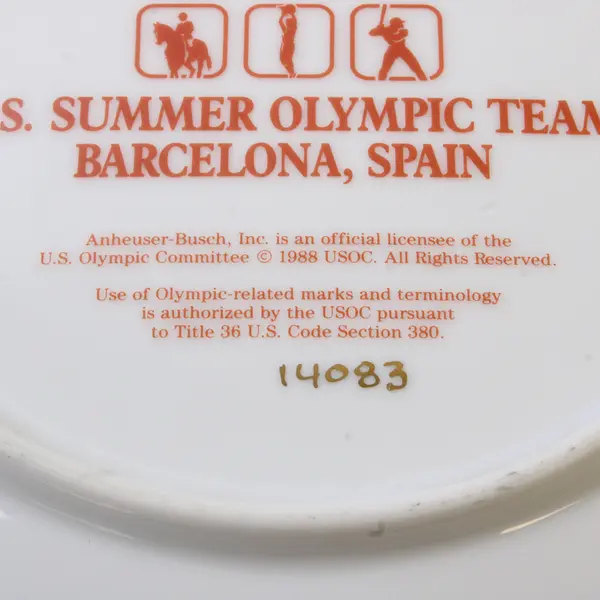 S. SUMMER OLYMPIC TEAM
BARCELONA, SPAIN
Anheuser-Busch, Inc. is an official licensee of the
U.S. Olympic Committee © 1988 USOC. All Rights Reserved.
Use of Olympic-related marks and terminology
is authorized by the USOC pursuant
to Title 36 U.S. Code Section 380.
14083